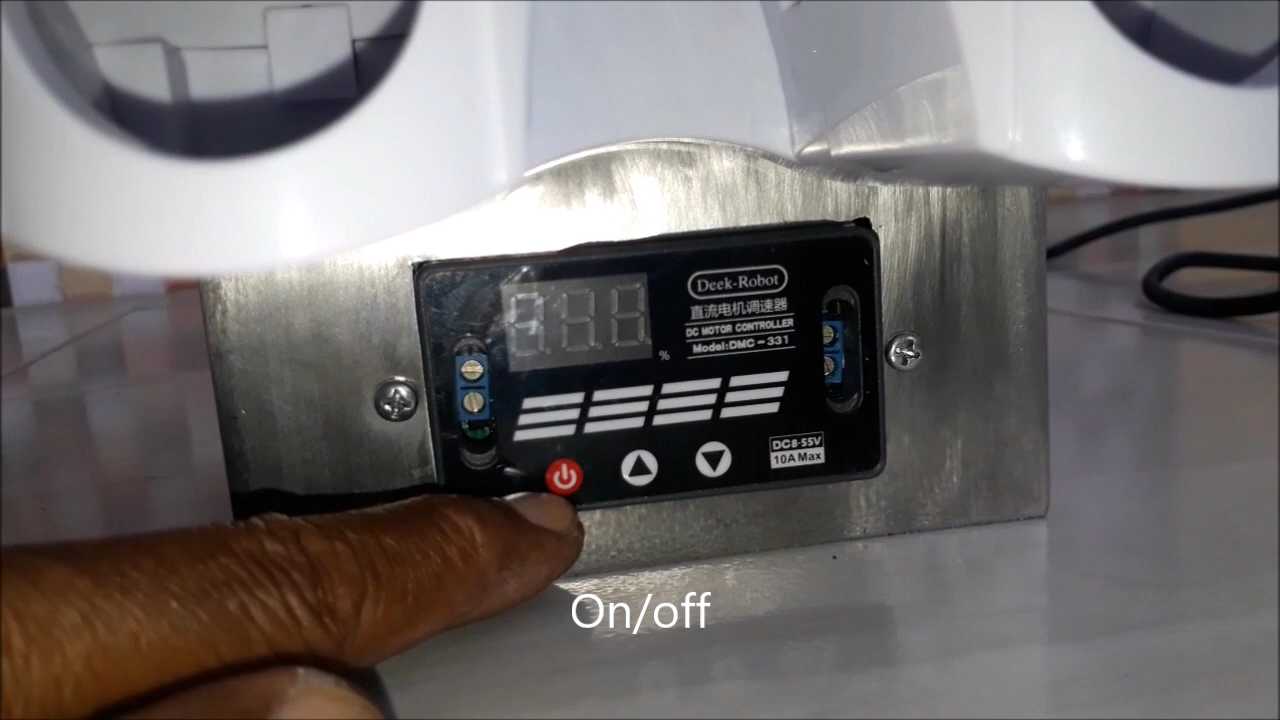 Deek-Robot
直流电机调速器
DC MOTOR CONTROLLER
Model:DMC-331
%
DC8-55V
10A Max
On/off